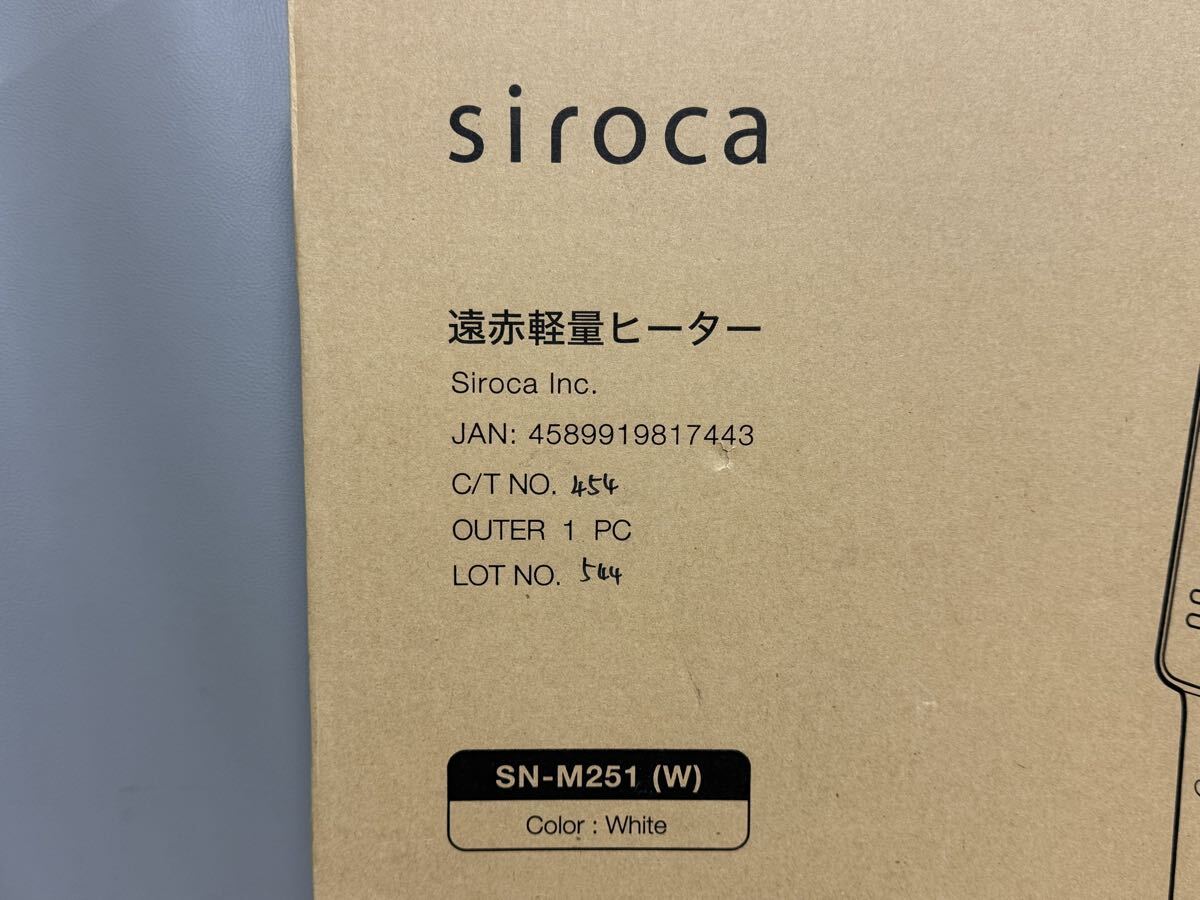 siroca
遠赤軽量ヒーター
Siroca Inc.
JAN: 4589919817443
C/T NO. 454
OUTER 1 PC
LOT NO. 544
SN-M251 (W)
Color : White